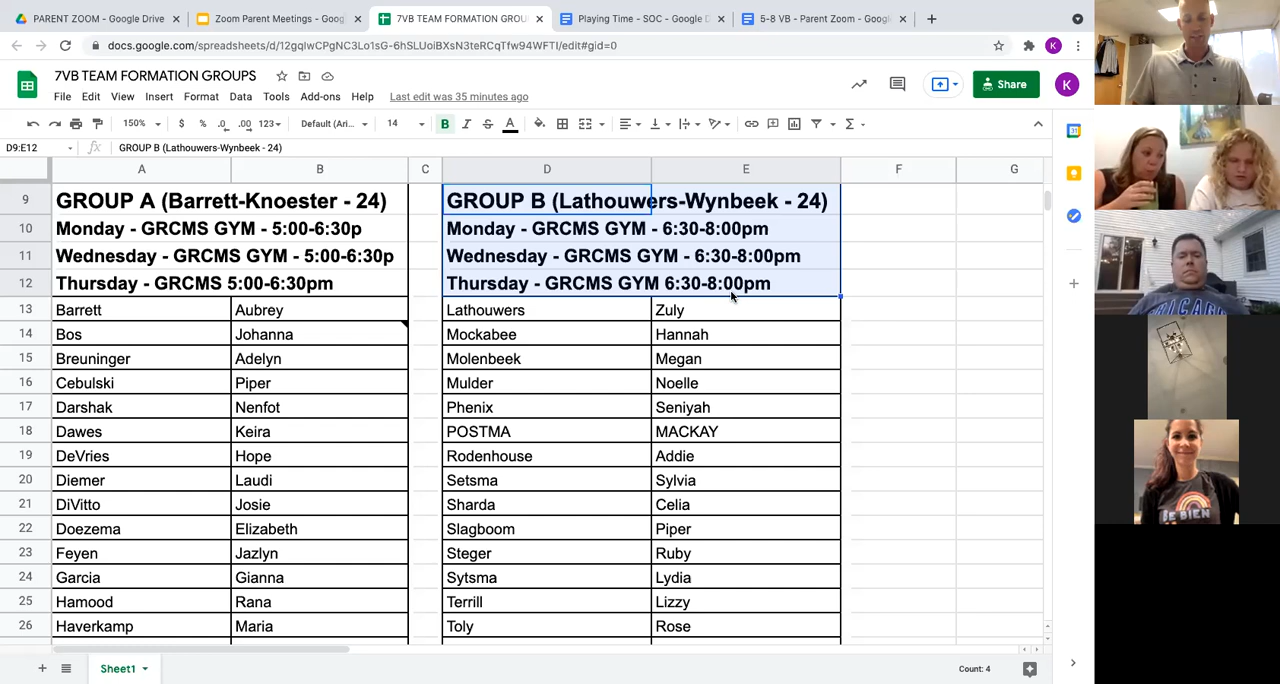 PARENT ZOOM - Google Drive
Zoom Parent Meetings - Goog
7VB TEAM FORMATION GROU
Playing Time - SOC - Google D
5-8 VB - Parent Zoom - Google
docs.google.com/spreadsheets/d/12gqlwCPgNC3Lo1sG-6hSLUoiBXsN3teRCqTfw94WFTI/edit#gid=0
K
7VB TEAM FORMATION GROUPS
File Edit View Insert Format Data Tools Add-ons Help Last edit was 35 minutes ago
Share
K
150% $ % .0 .00 123 Default (Ari... 14 B I S A
D9:E12 fx GROUP B (Lathouwers-Wynbeek - 24)
A B C D E F G
9 GROUP A (Barrett-Knoester - 24) GROUP B (Lathouwers-Wynbeek - 24)
10 Monday - GRCMS GYM - 5:00-6:30p Monday - GRCMS GYM - 6:30-8:00pm
11 Wednesday - GRCMS GYM - 5:00-6:30p Wednesday - GRCMS GYM - 6:30-8:00pm
12 Thursday - GRCMS 5:00-6:30pm Thursday - GRCMS GYM 6:30-8:00pm
13 Barrett Aubrey Lathouwers Zuly
14 Bos Johanna Mockabee Hannah
15 Breuninger Adelyn Molenbeek Megan
16 Cebulski Piper Mulder Noelle
17 Darshak Nenfot Phenix Seniyah
18 Dawes Keira POSTMA MACKAY
19 DeVries Hope Rodenhouse Addie
20 Diemer Laudi Setsma Sylvia
21 DiVitto Josie Sharda Celia
22 Doezema Elizabeth Slagboom Piper
23 Feyen Jazlyn Steger Ruby
24 Garcia Gianna Sytsma Lydia
25 Hamood Rana Terrill Lizzy
26 Haverkamp Maria Toly Rose
Sheet1
Count: 4
31
BE BIEN